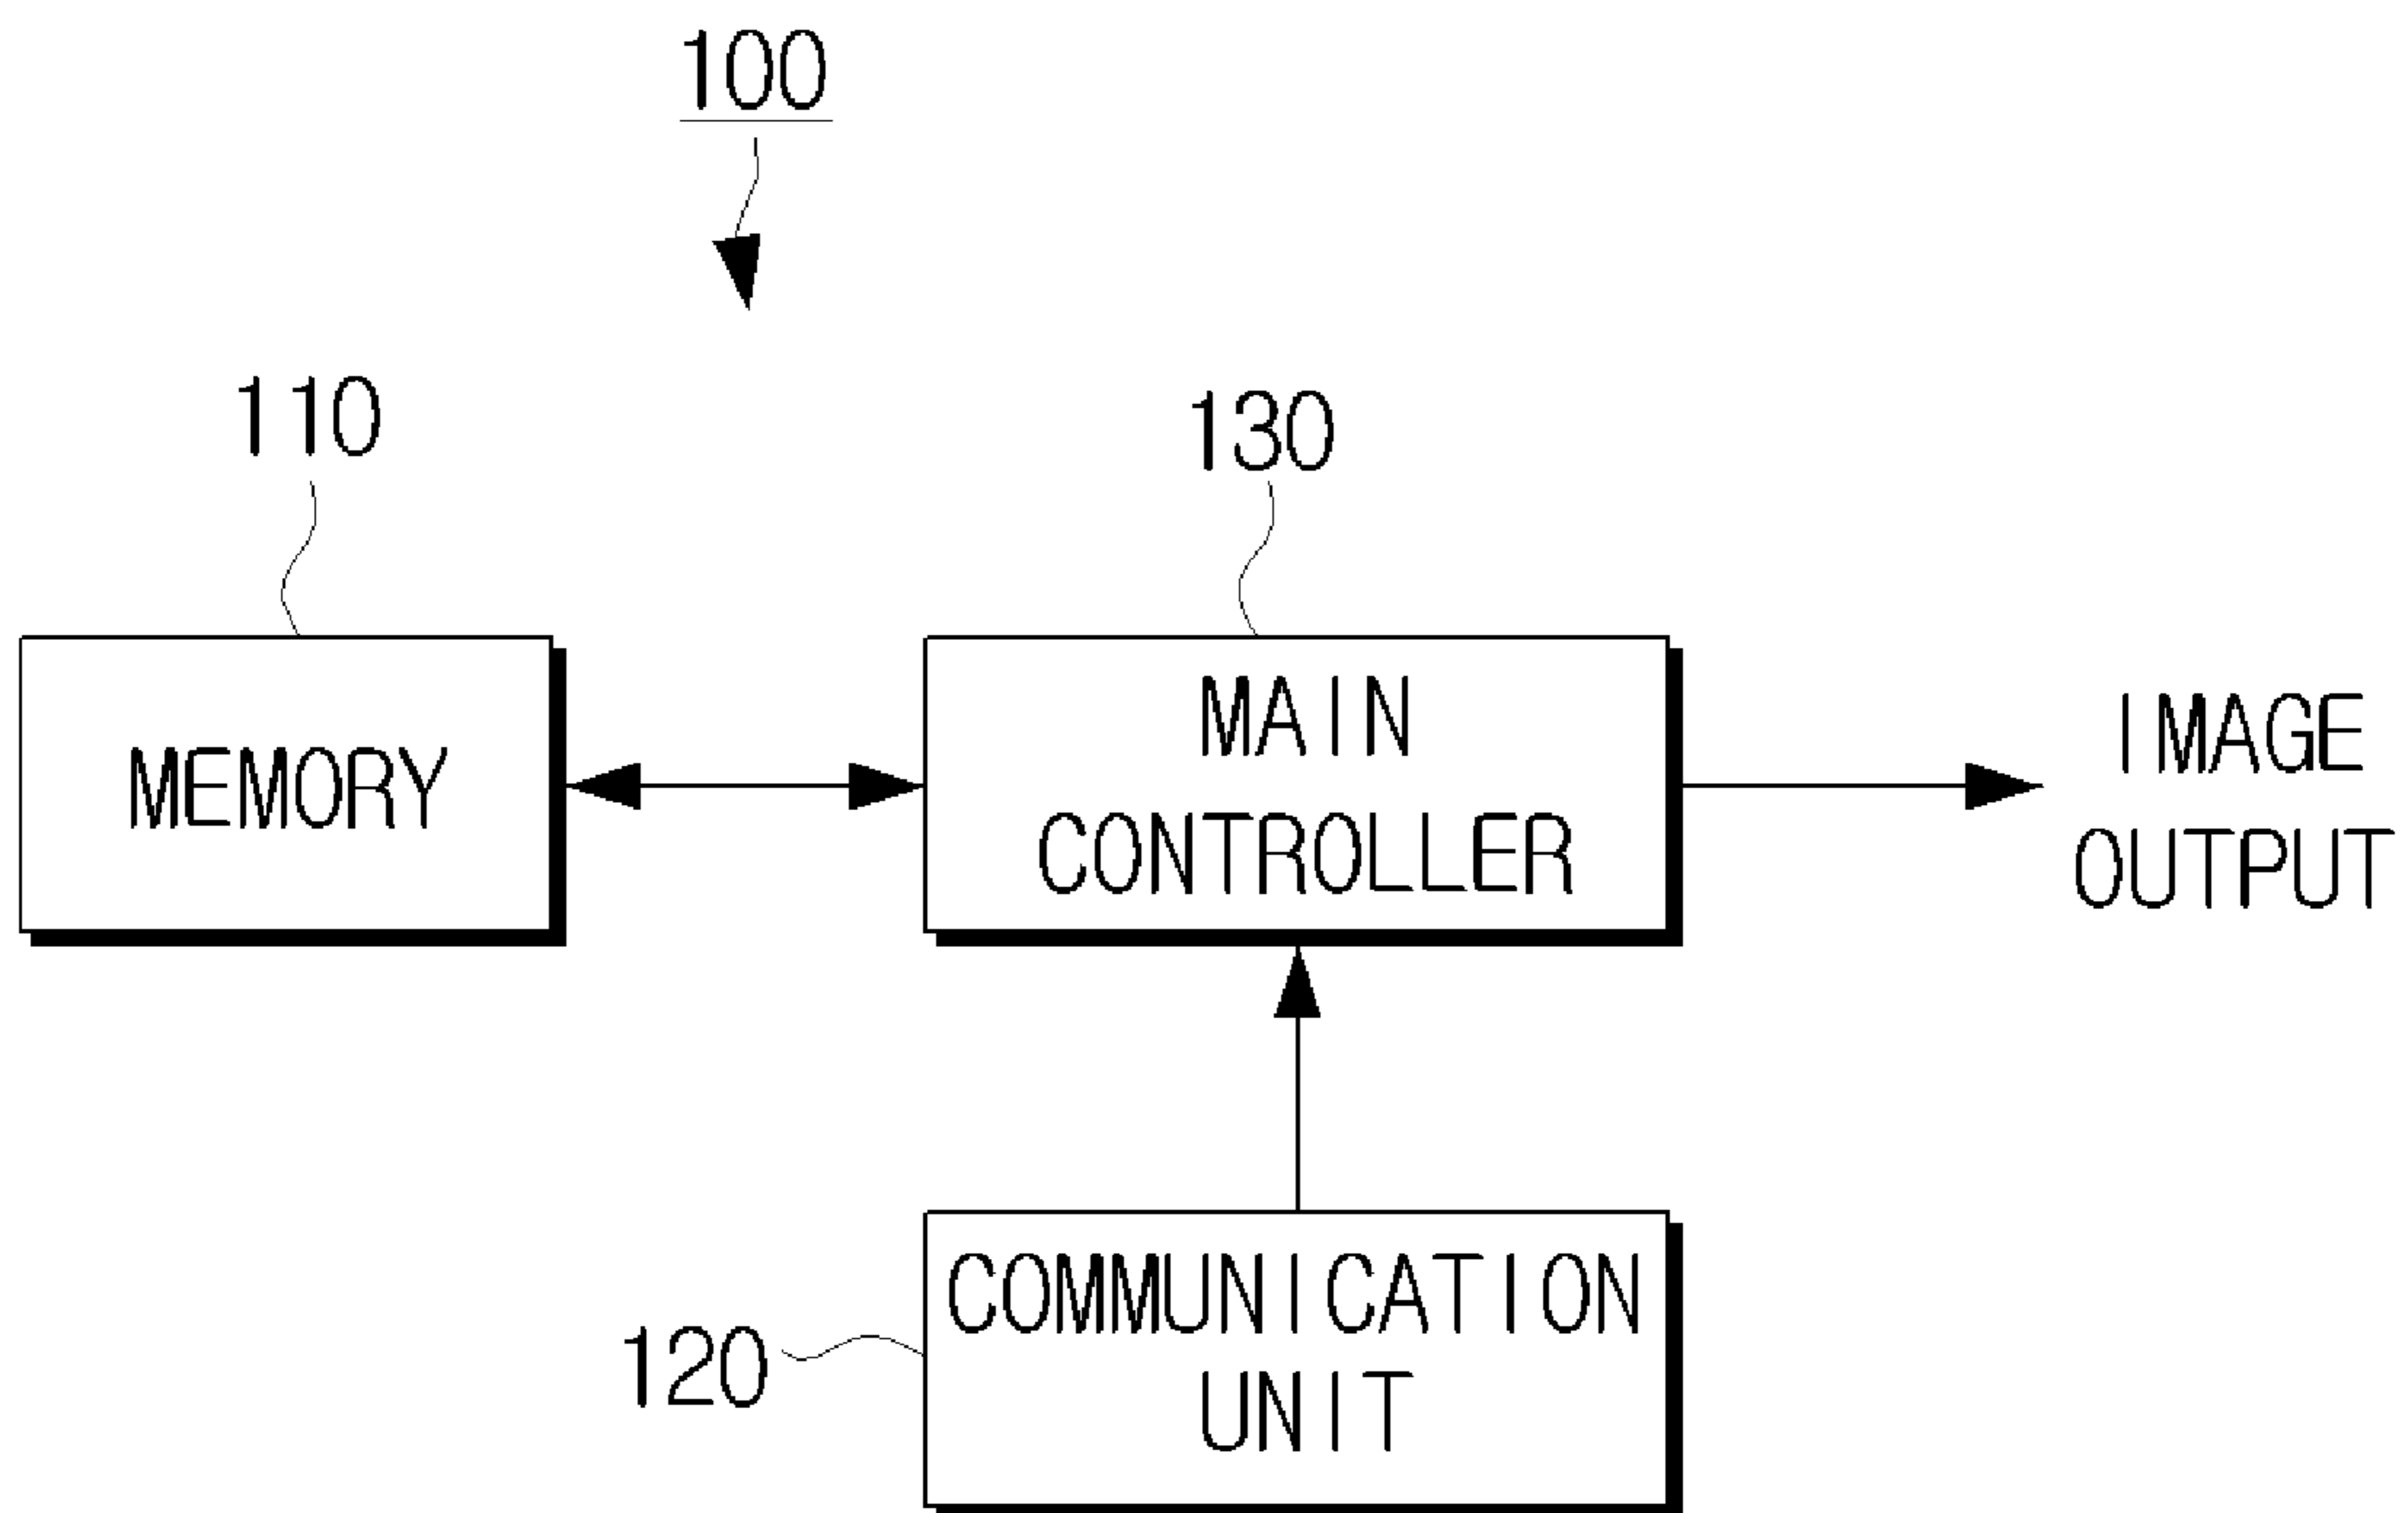 100
110
130
MEMORY
MAIN
CONTROLLER
IMAGE
OUTPUT
120
COMMUNICATION
UNIT